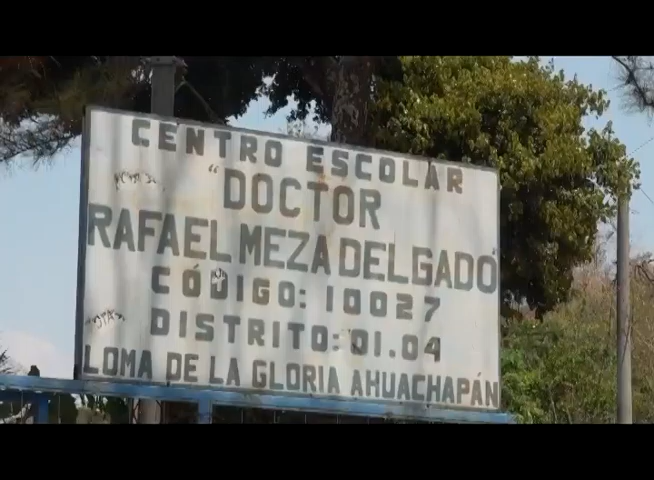 CENTRO ESCOLAR
"DOCTOR
RAFAEL MEZA DELGADO
CÓDIGO: 10027
DISTRITO: 01.04
LOMA DE LA GLORIA AHUACHAPÁN